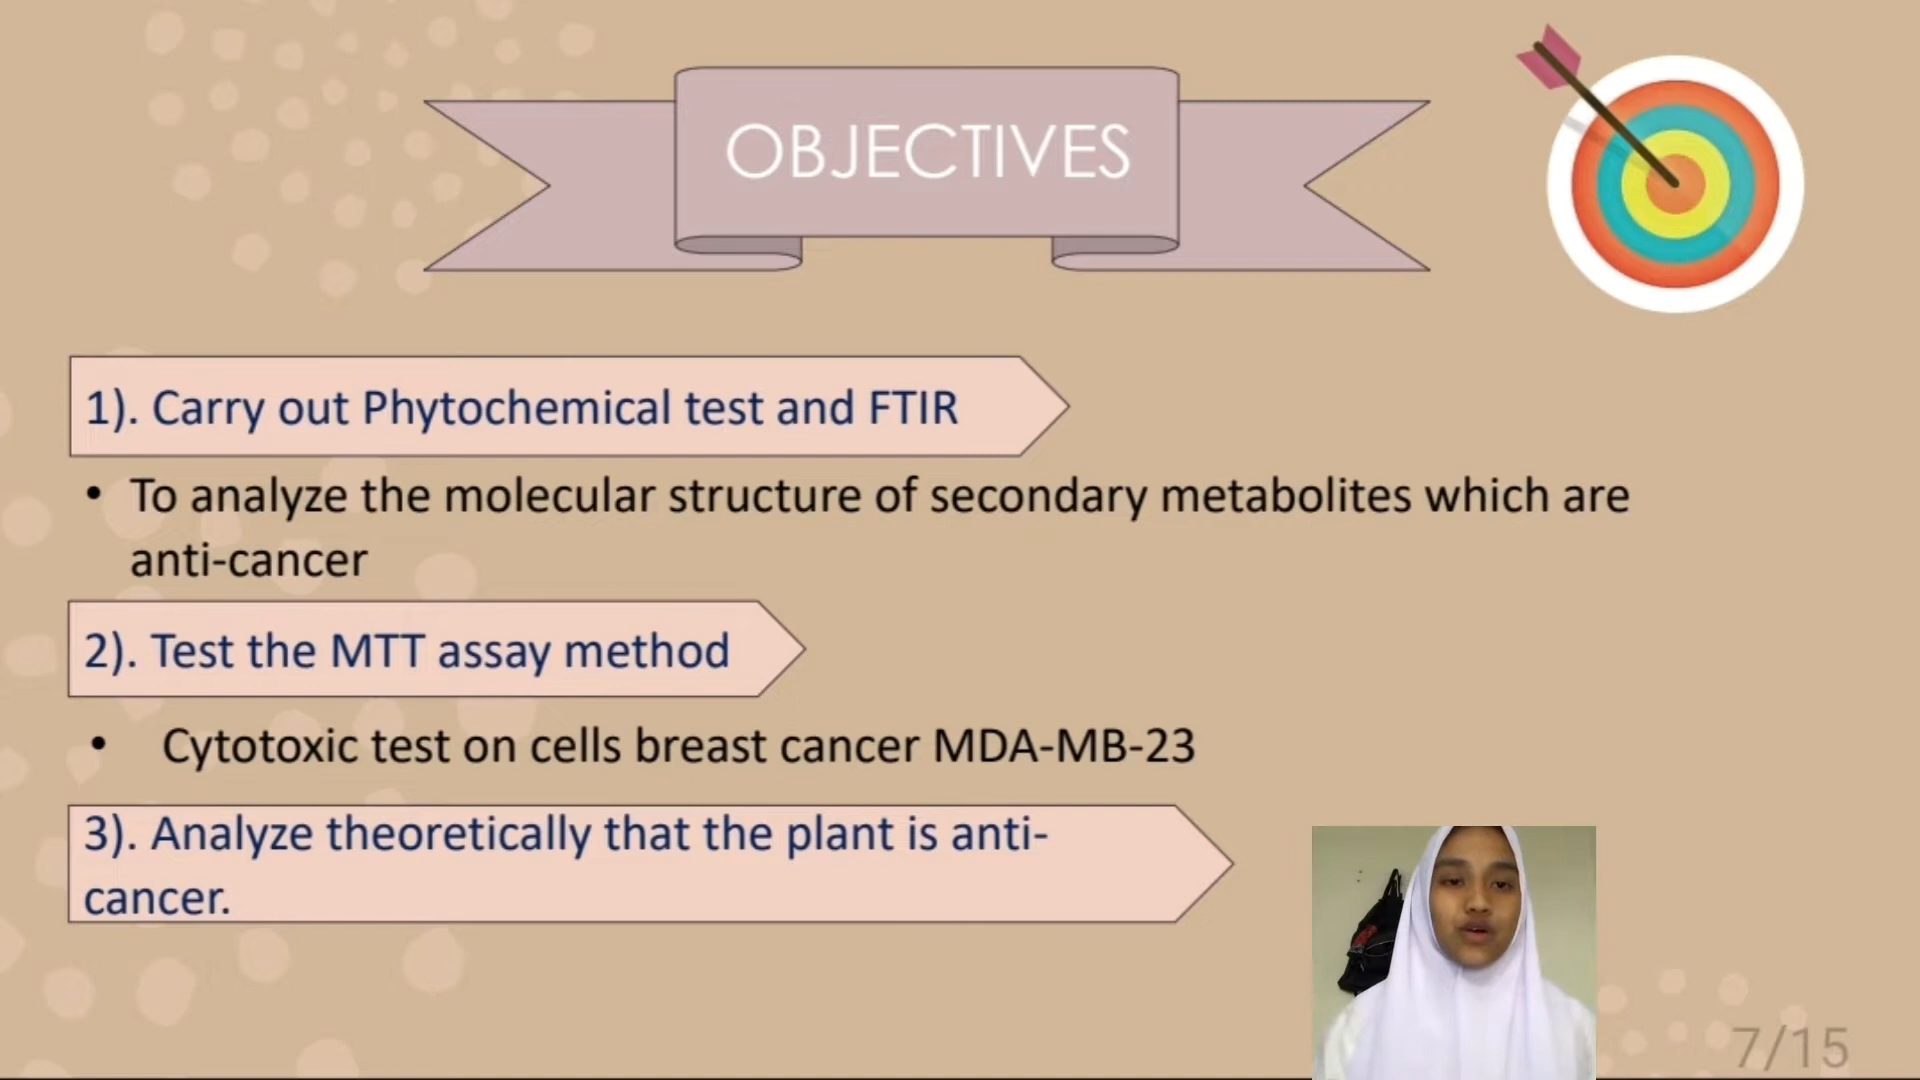 OBJECTIVES
1). Carry out Phytochemical test and FTIR
• To analyze the molecular structure of secondary metabolites which are
anti-cancer
2). Test the MTT assay method
• Cytotoxic test on cells breast cancer MDA-MB-23
3). Analyze theoretically that the plant is anti-
cancer.
7/15